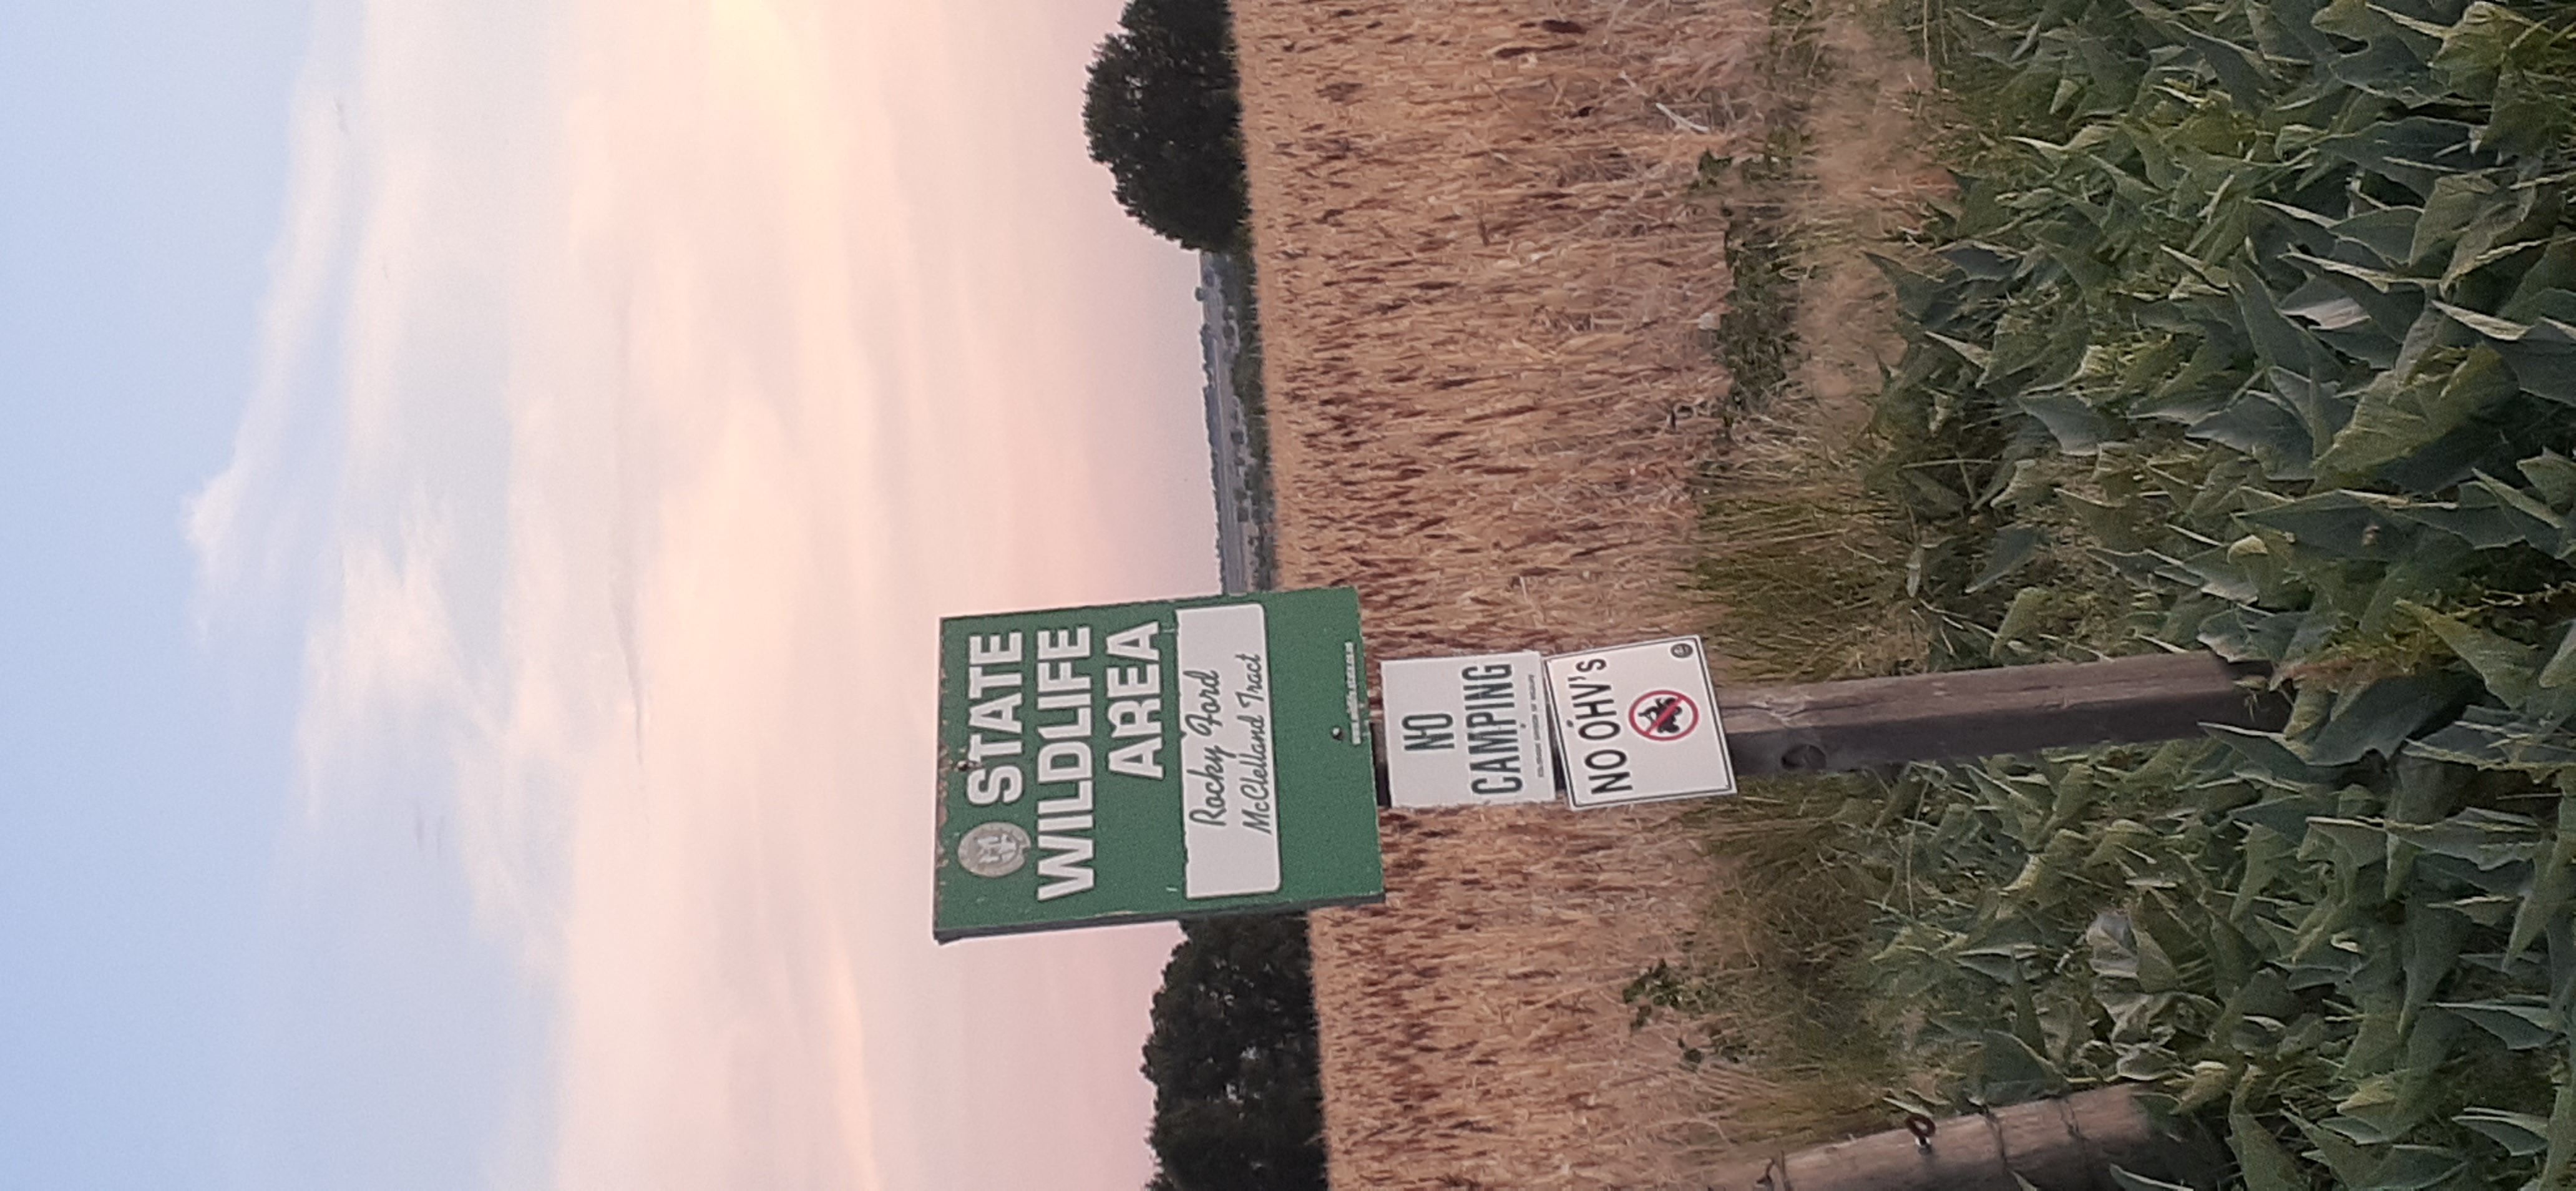 STATE
WILDLIFE
AREA
Rocky Ford
McClelland Tract
NO
CAMPING
NO OHV's